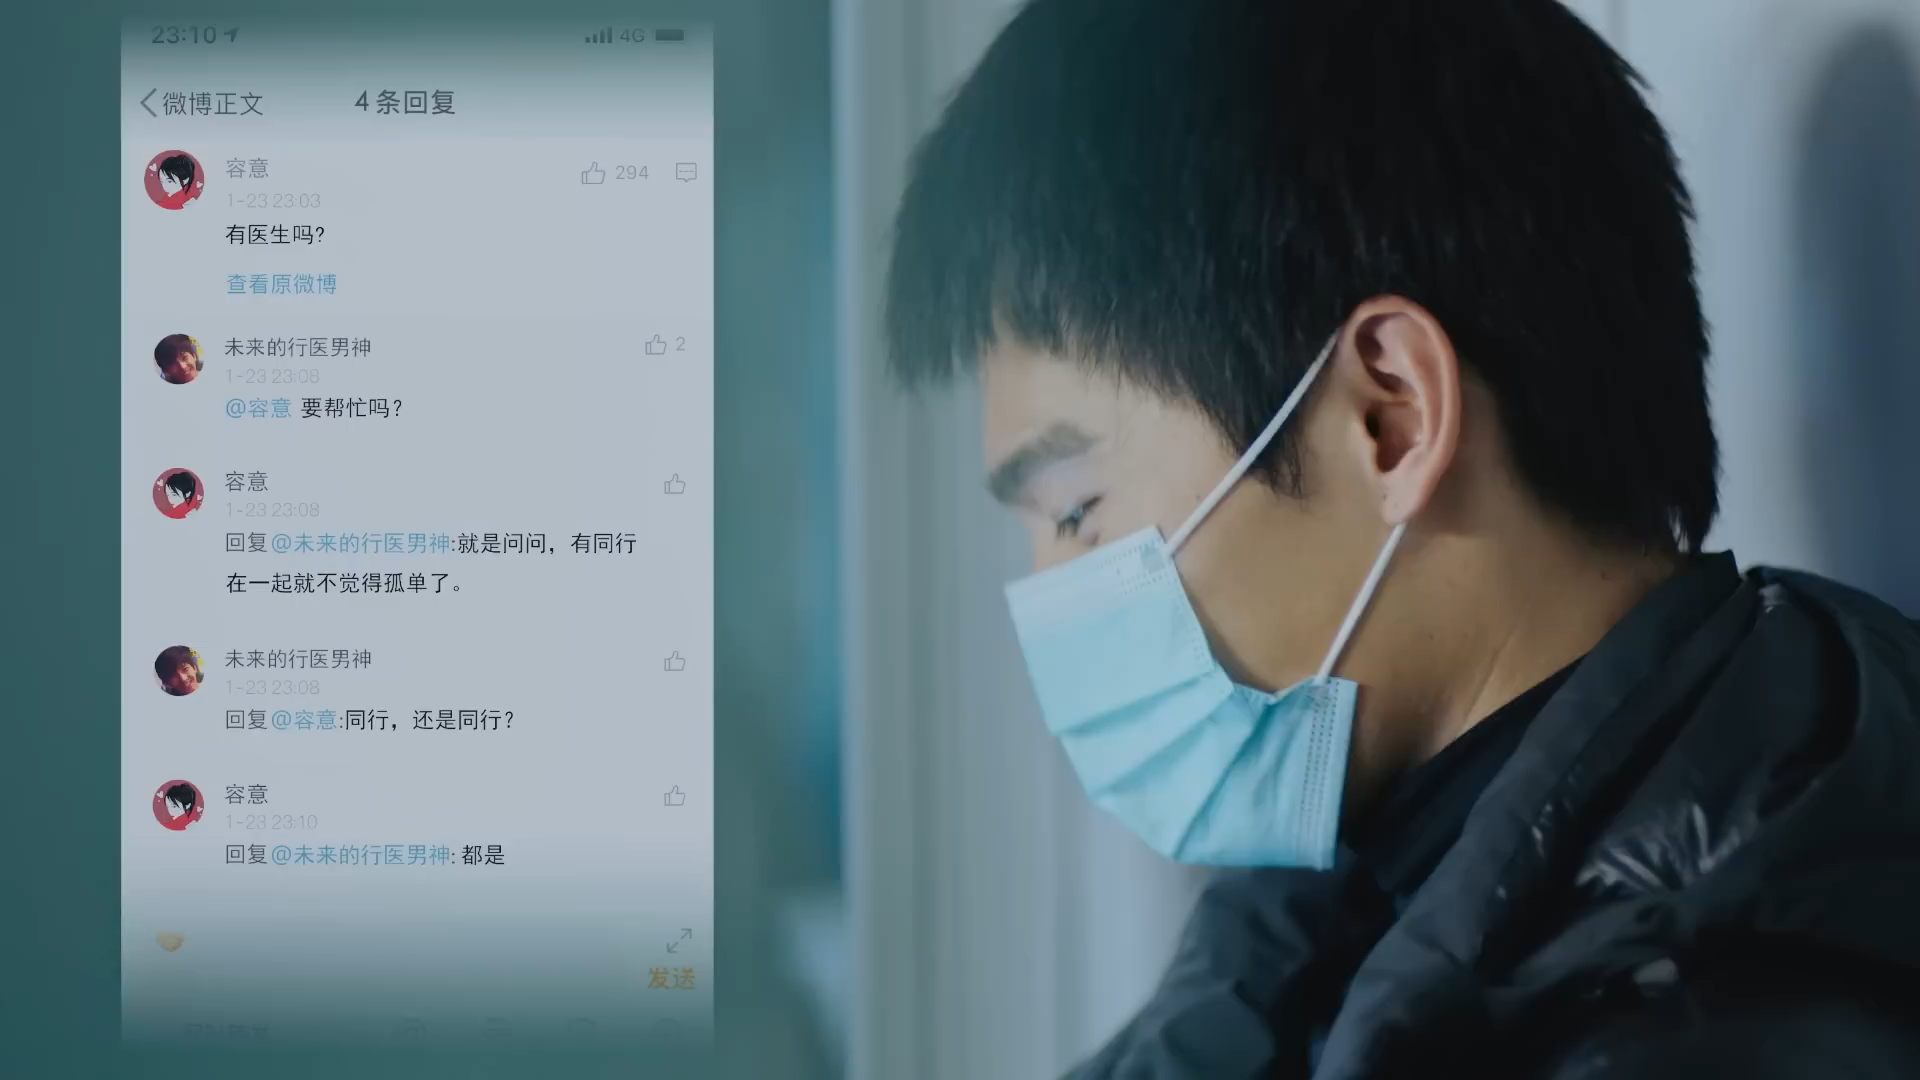 23:10
4G
微博正文
4条回复
容意
294
1-23 23:03
有医生吗?
查看原微博
未来的行医男神
2
1-23 23:08
@容意 要帮忙吗?
容意
1-23 23:08
回复@未来的行医男神:就是问问，有同行
在一起就不觉得孤单了。
未来的行医男神
1-23 23:08
回复@容意:同行，还是同行?
容意
1-23 23:10
回复@未来的行医男神: 都是
发送